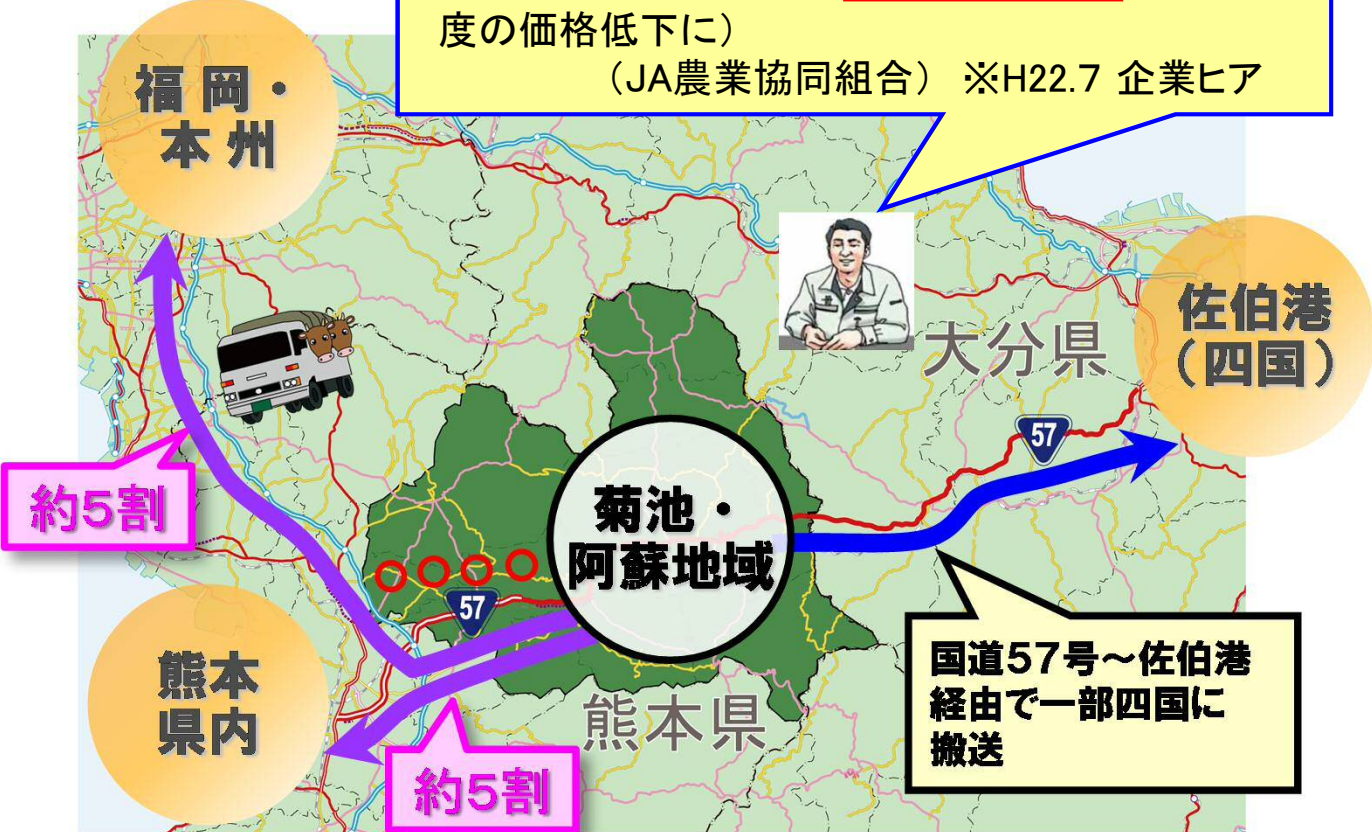 度の価格低下に)
(JA農業協同組合) ※H22.7 企業ヒア
福岡・
本州
大分県
佐伯港
(四国)
57
約5割
菊池・
阿蘇地域
57
熊本
県内
熊本県
国道57号~佐伯港
経由で一部四国に
搬送
約5割